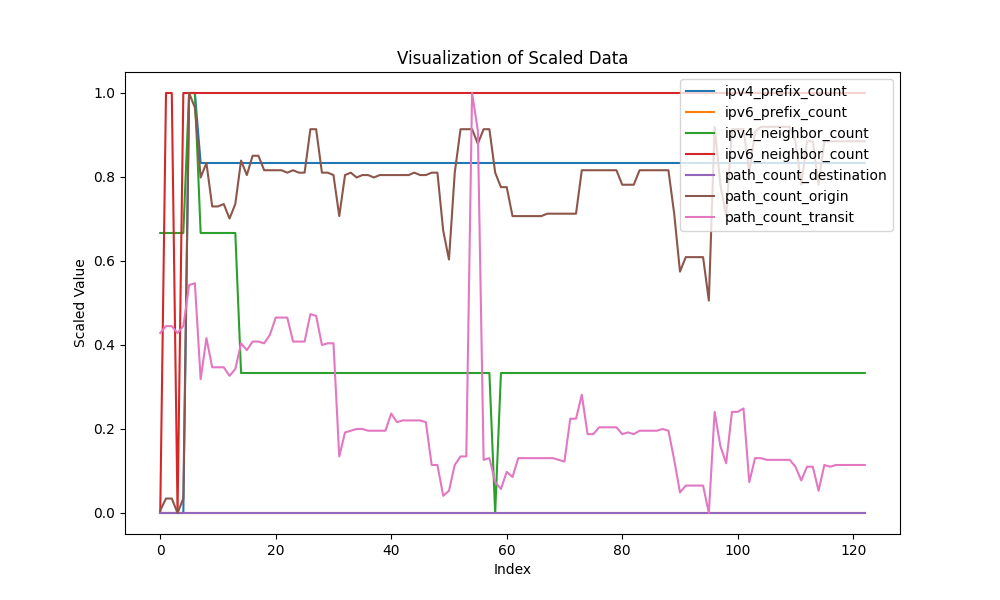 Visualization of Scaled Data
Scaled Value
1.0
0.8
0.6
0.4
0.2
0.0
ipv4_prefix_count
ipv6_prefix_count
ipv4_neighbor_count
ipv6_neighbor_count
path_count_destination
path_count_origin
path_count_transit
0 20 40 60 80 100 120
Index